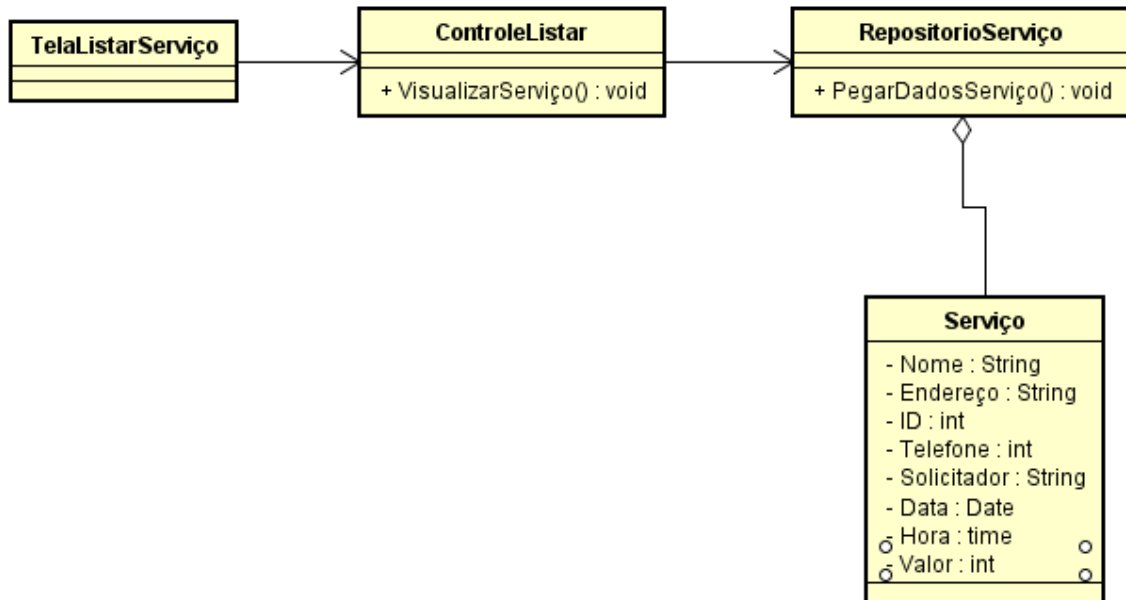 TelaListarServiço
ControleListar
+ VisualizarServiço() : void
RepositorioServiço
+ PegarDadosServiço() : void
Serviço
- Nome : String
- Endereço : String
- ID : int
- Telefone : int
- Solicitador : String
- Data : Date
- Hora : time
- Valor : int